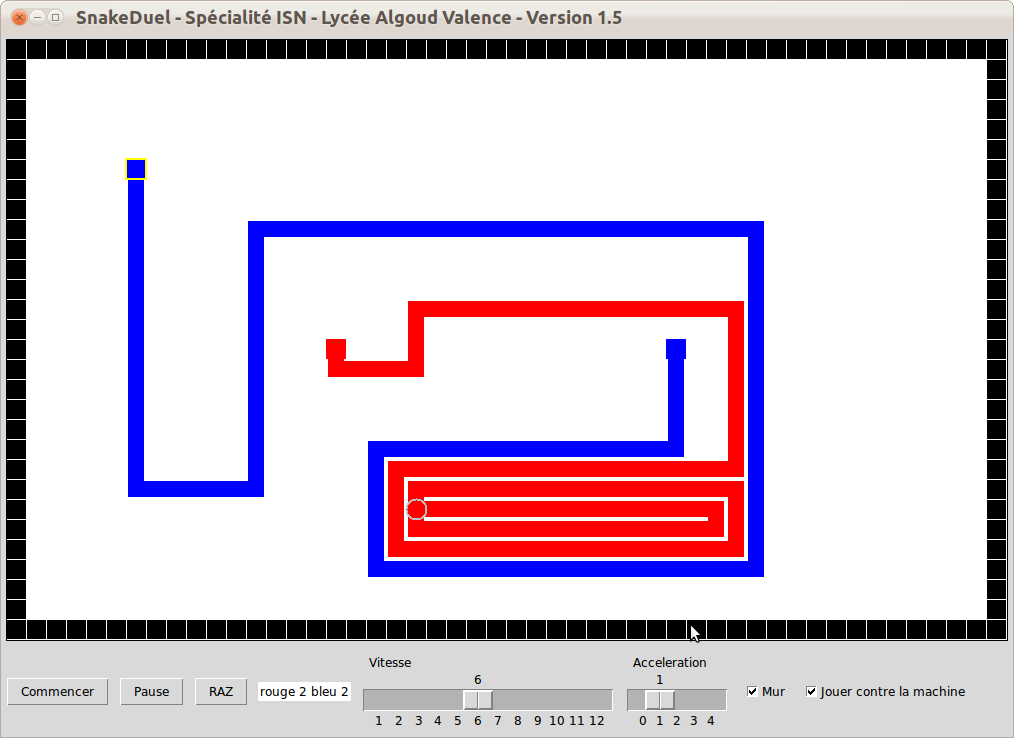 SnakeDuel - Spécialité ISN - Lycée Algoud Valence - Version 1.5
Vitesse Acceleration
6 1
Commencer Pause RAZ rouge 2 bleu 2 Mur Jouer contre la machine
1 2 3 4 5 6 7 8 9 10 11 12 0 1 2 3 4